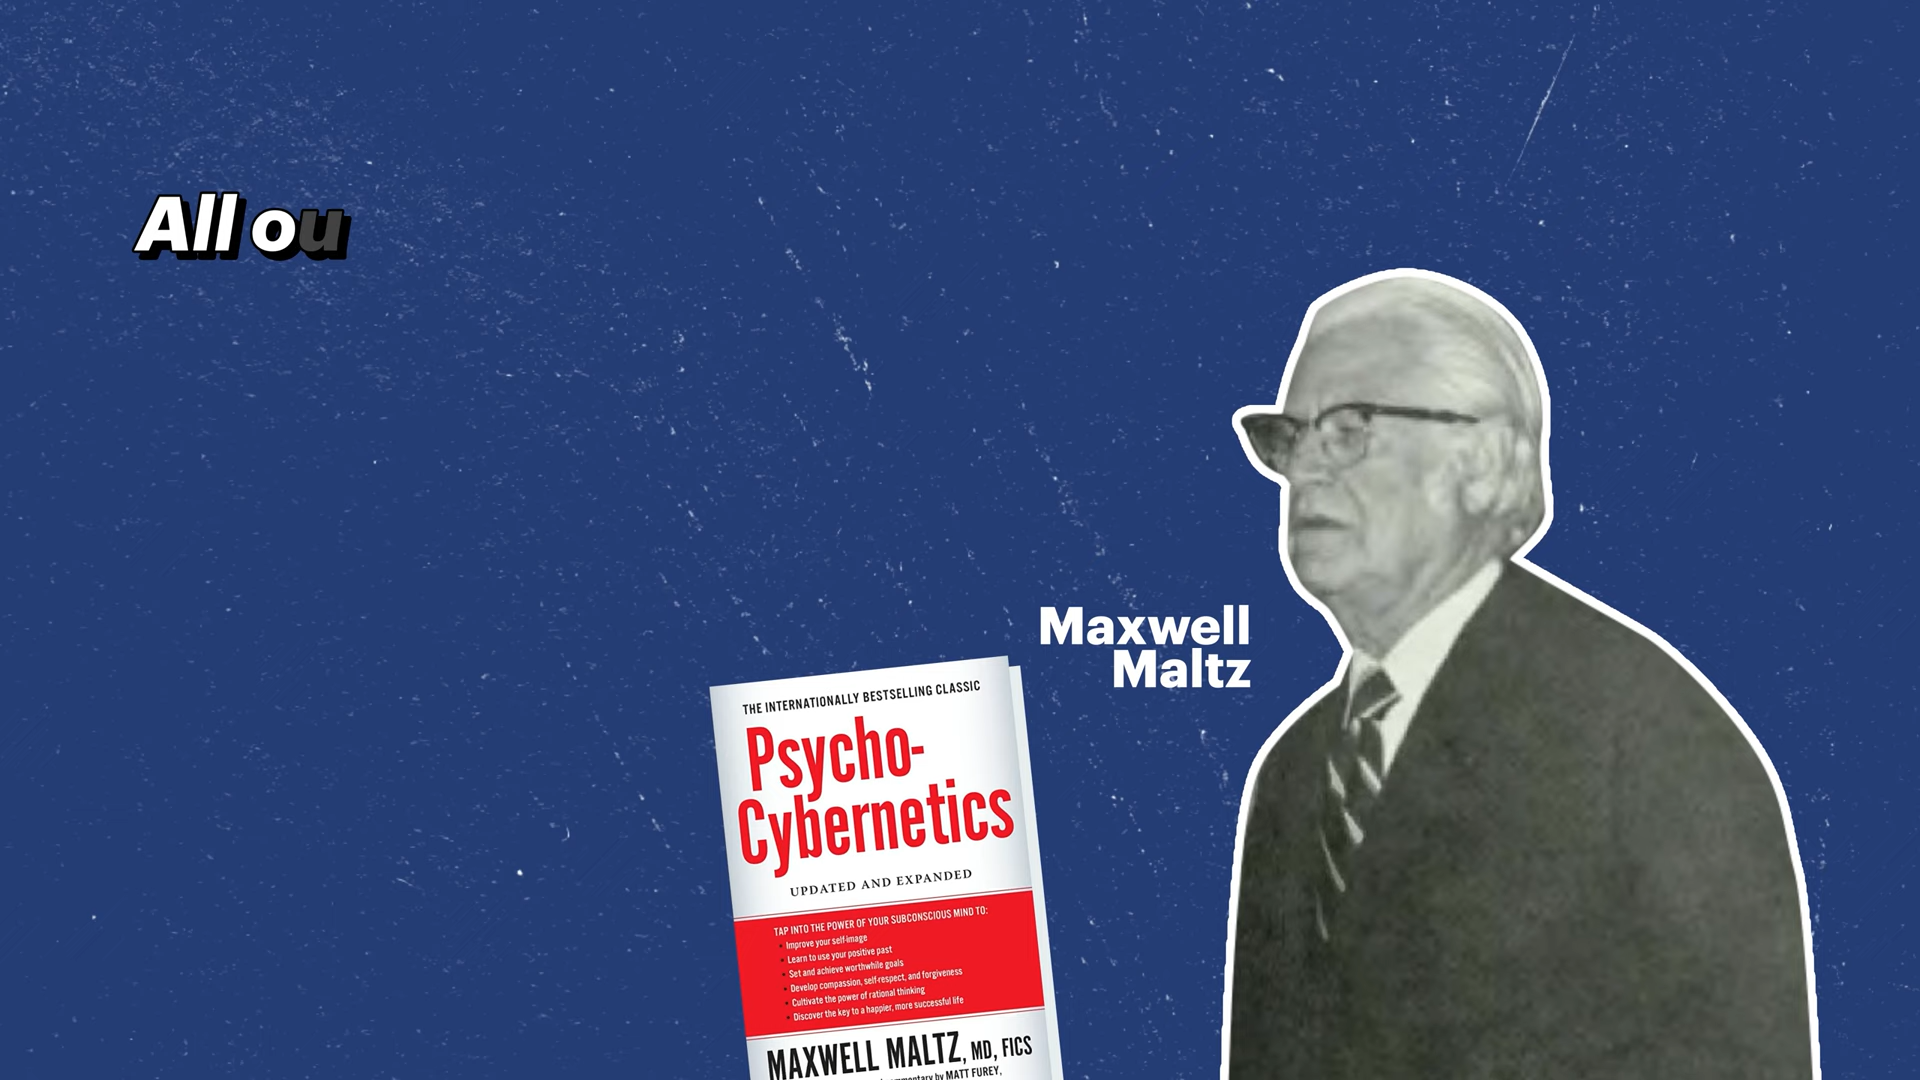 All ou
Maxwell
Maltz
THE INTERNATIONALLY BESTSELLING CLASSIC
Psycho-
Cybernetics
UPDATED AND EXPANDED
TAP INTO THE POWER OF YOUR SUBCONSCIOUS MIND TO:
• Improve your self-image
• Learn to use your positive past
• Set and achieve worthwhile goals
• Develop compassion, self-respect, and forgiveness
• Cultivate the power of rational thinking
• Discover the key to a happier, more successful life
MAXWELL MALTZ, MD, FICS
by MATT FUREY,